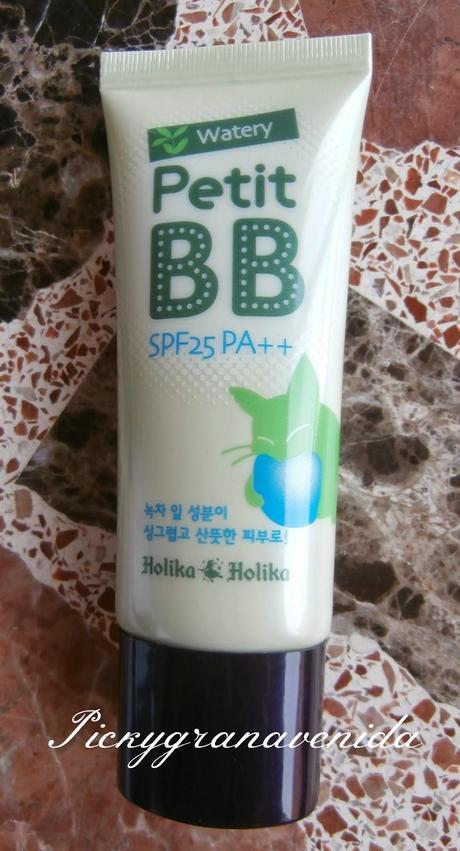 Watery
Petit
BB
SPF25 PA++
녹차 잎 성분이
싱그럽고 산뜻한 피부로!
Holika Holika
Pickygranavenida